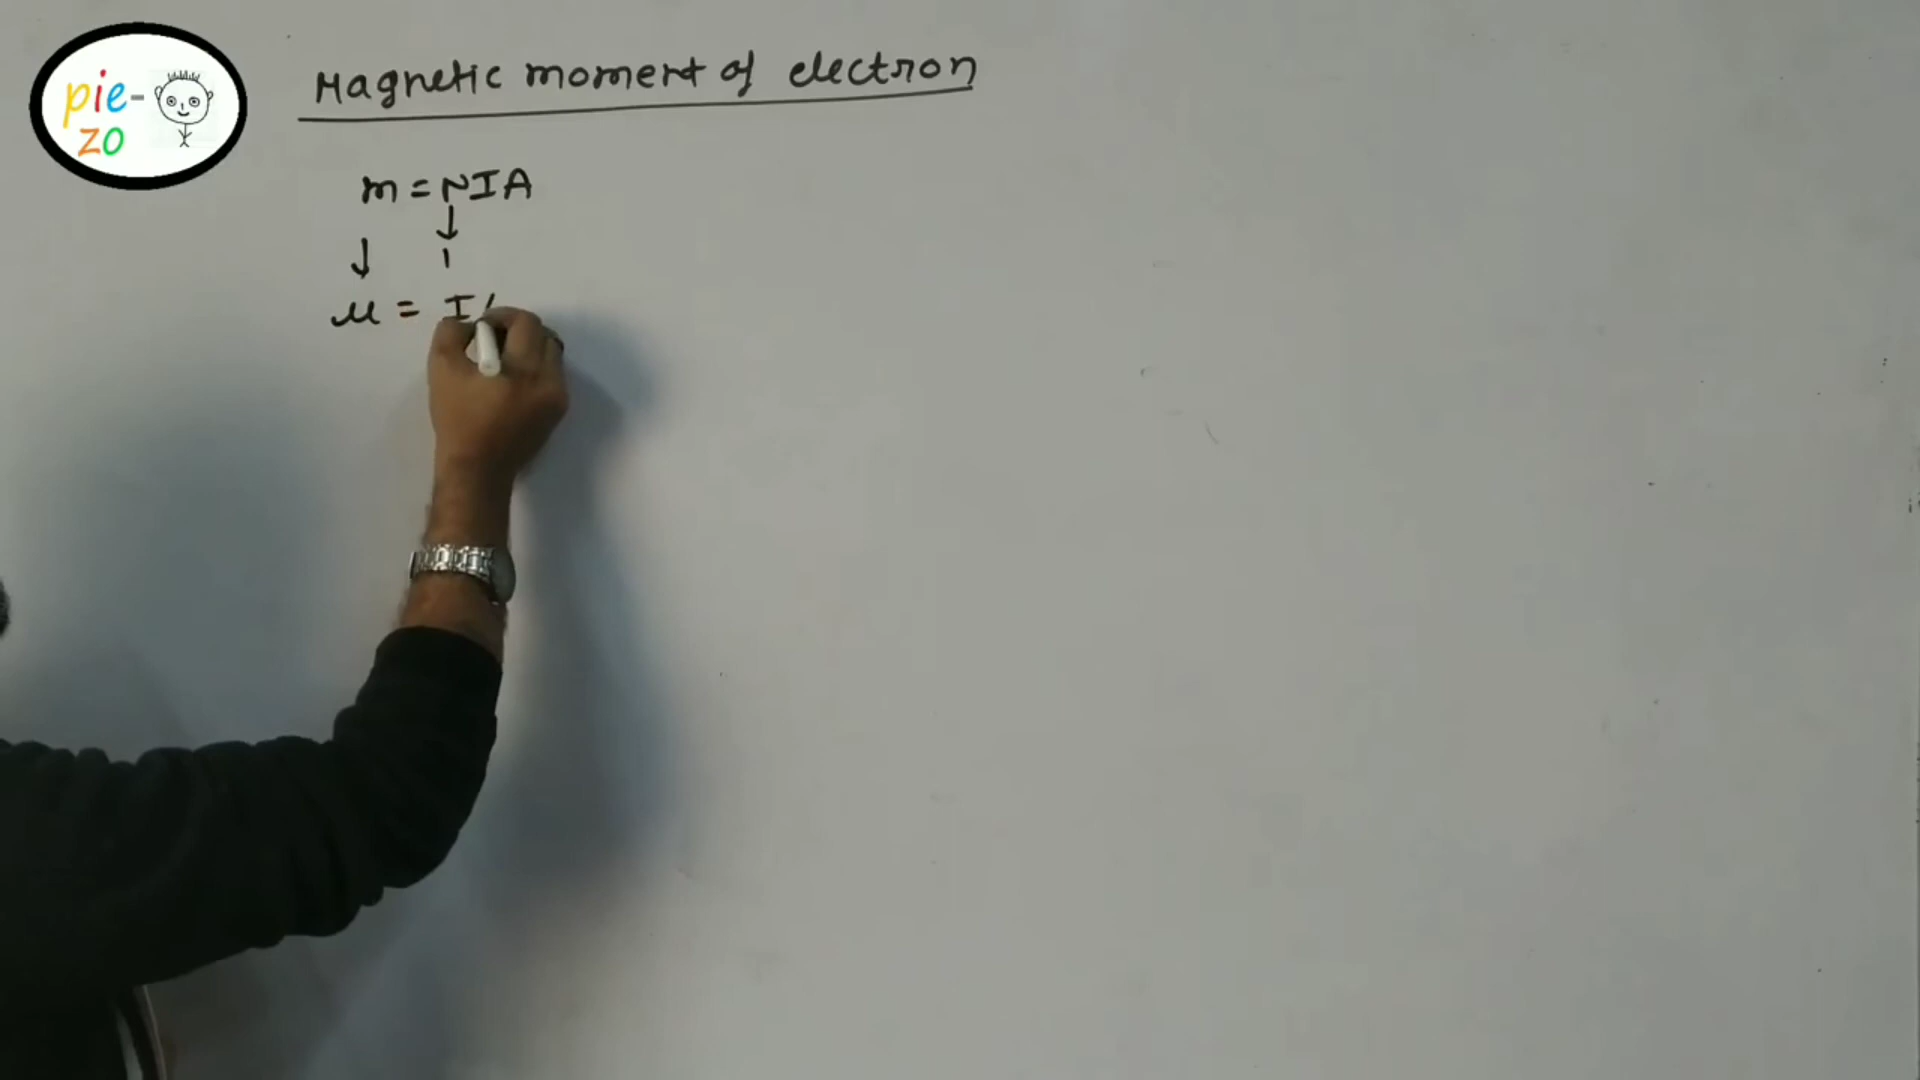 pie-
zo
Magnetic moment of electron
m = NIA
↓ ↓
1
μ = I